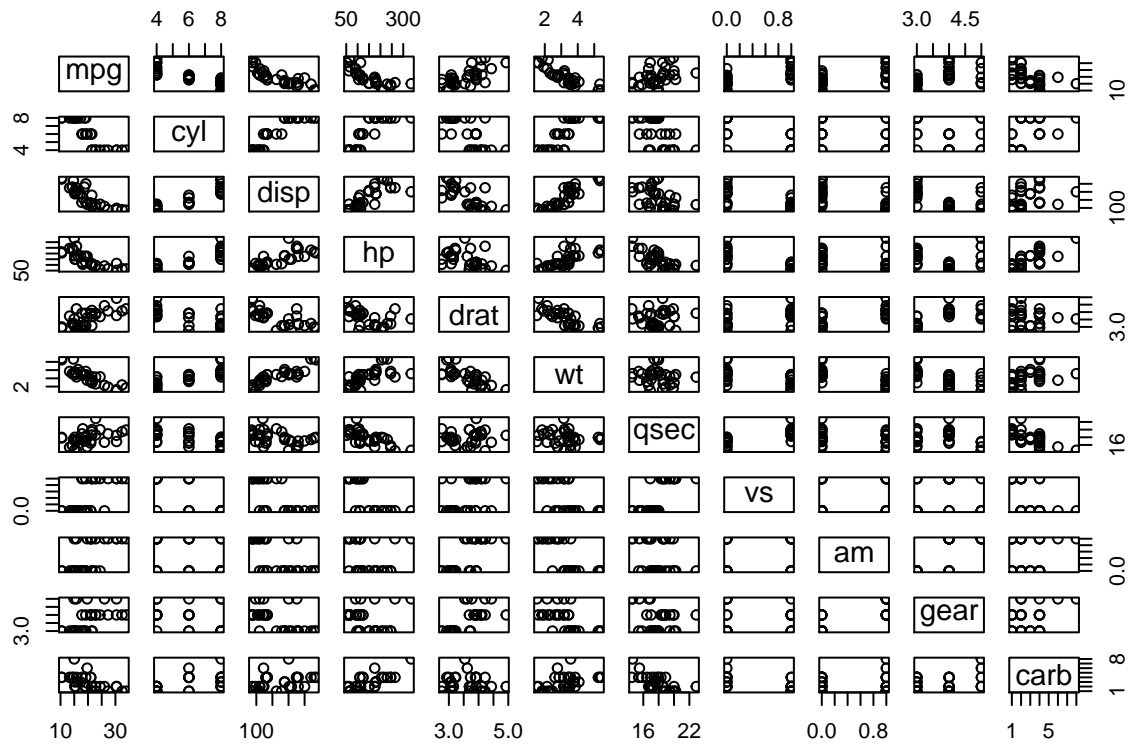 4 6 8 50 300 2 4 0.0 0.6 3.0 4.5
mpg 10
4 8 cyl
disp 100
50 hp
drat 3.0
2 wt
qsec 16
0.0 vs
am 0.0
3.0 gear
carb 1 8
10 30 100 3.0 5.0 16 22 0.0 0.8 1 5